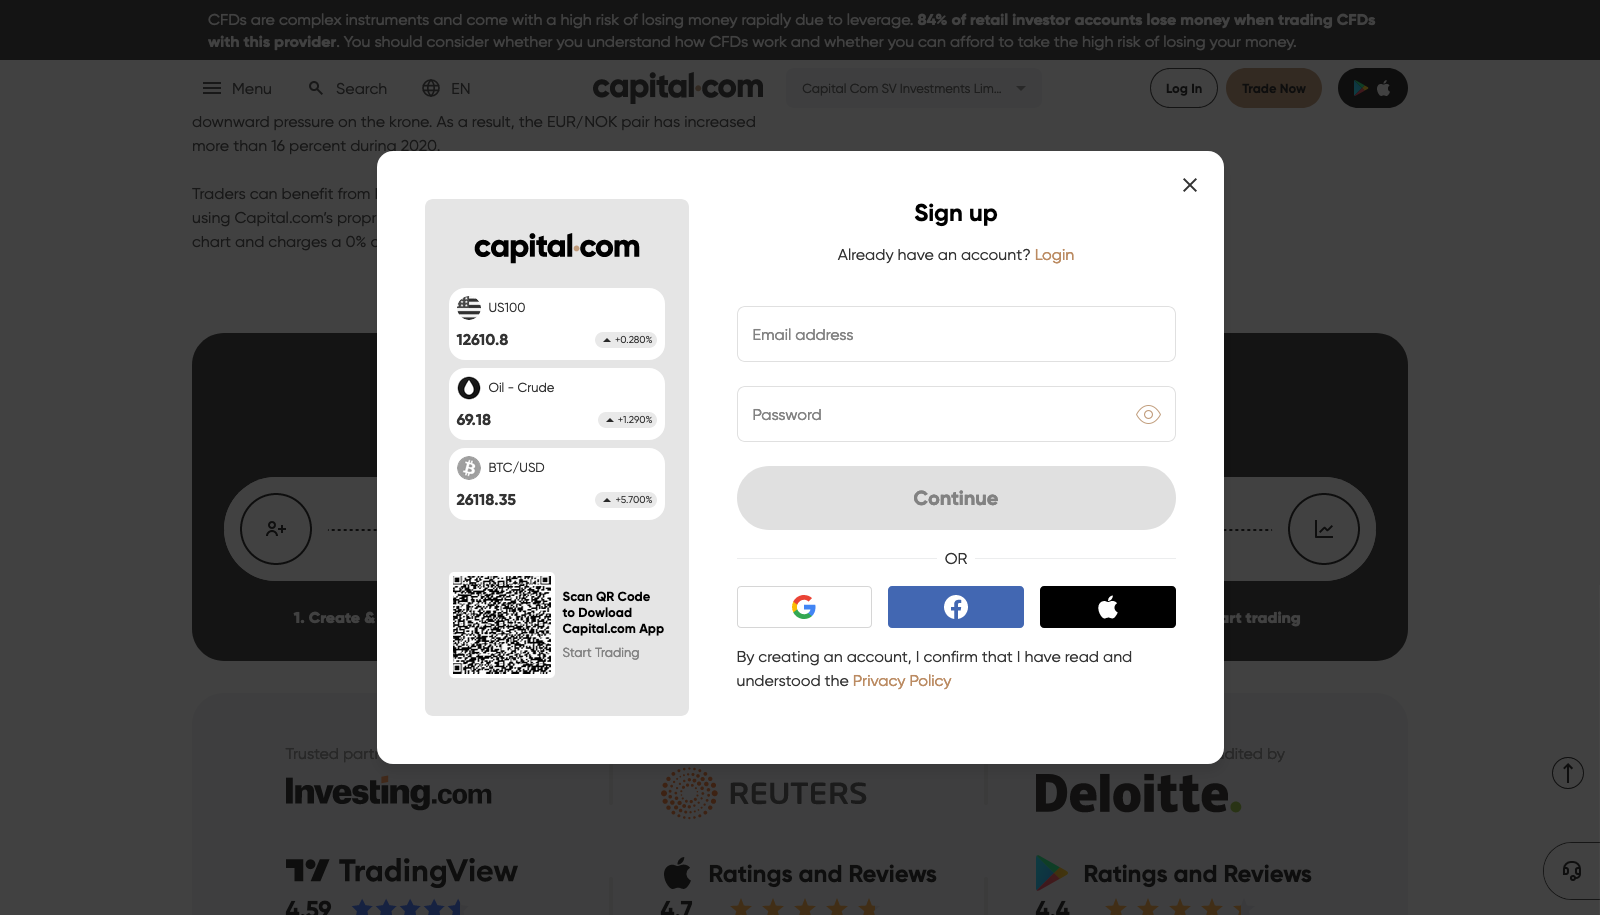 CFDs are complex instruments and come with a high risk of losing money rapidly due to leverage. 84% of retail investor accounts lose money when trading CFDs
with this provider. You should consider whether you understand how CFDs work and whether you can afford to take the high risk of losing your money.
Menu
Search
EN
capital.com
Capital Com SV Investments Lim...
Log In
Trade Now
downward pressure on the krone. As a result, the EUR/NOK pair has increased
more than 16 percent during 2020.
Traders can benefit from
using Capital.com's propr
chart and charges a 0%
capital.com
US100
12610.8
+0.280%
Oil - Crude
69.18
+1.290%
BTC/USD
26118.35
+5.700%
Scan QR Code
to Dowload
Capital.com App
Start Trading
Sign up
Already have an account? Login
Email address
Password
Continue
OR
By creating an account, I confirm that I have read and
understood the Privacy Policy
1. Create &
art trading
Trusted part
dited by
Investing.com
REUTERS
Deloitte.
TradingView
Ratings and Reviews
Ratings and Reviews
4.59
4.7
4.4